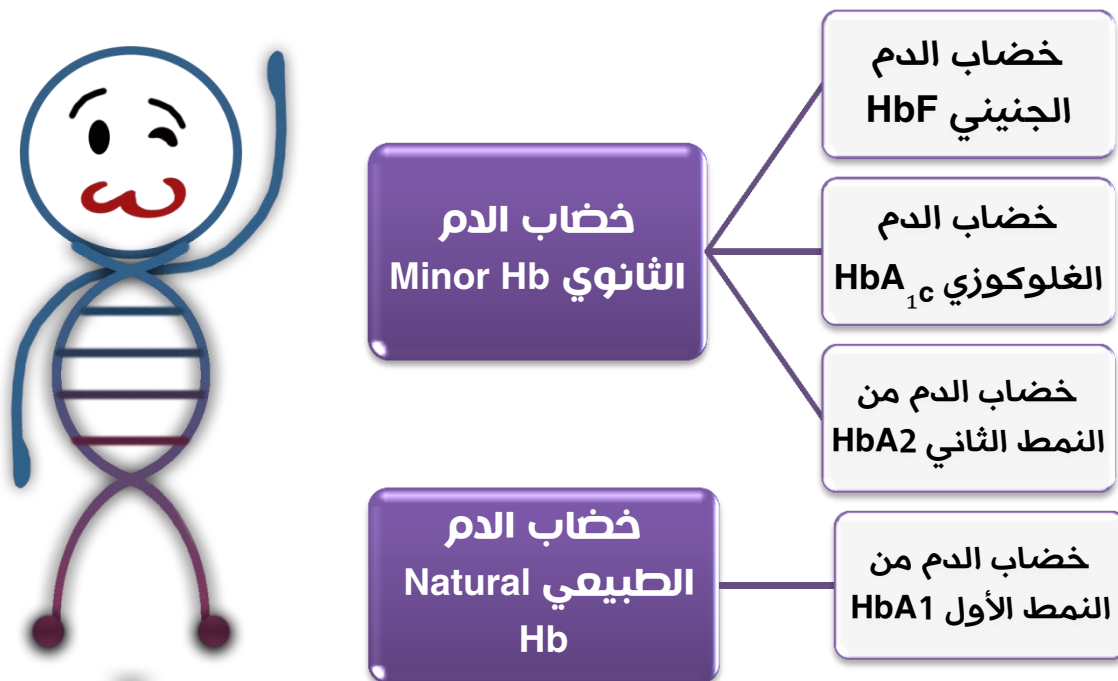 خضاب الدم
الجنيني HbF
خضاب الدم
الثانوي Minor Hb
خضاب الدم
الغلوكوزي HbA1c
خضاب الدم من
النمط الثاني HbA2
خضاب الدم
الطبيعي Natural
Hb
خضاب الدم من
النمط الأول HbA1